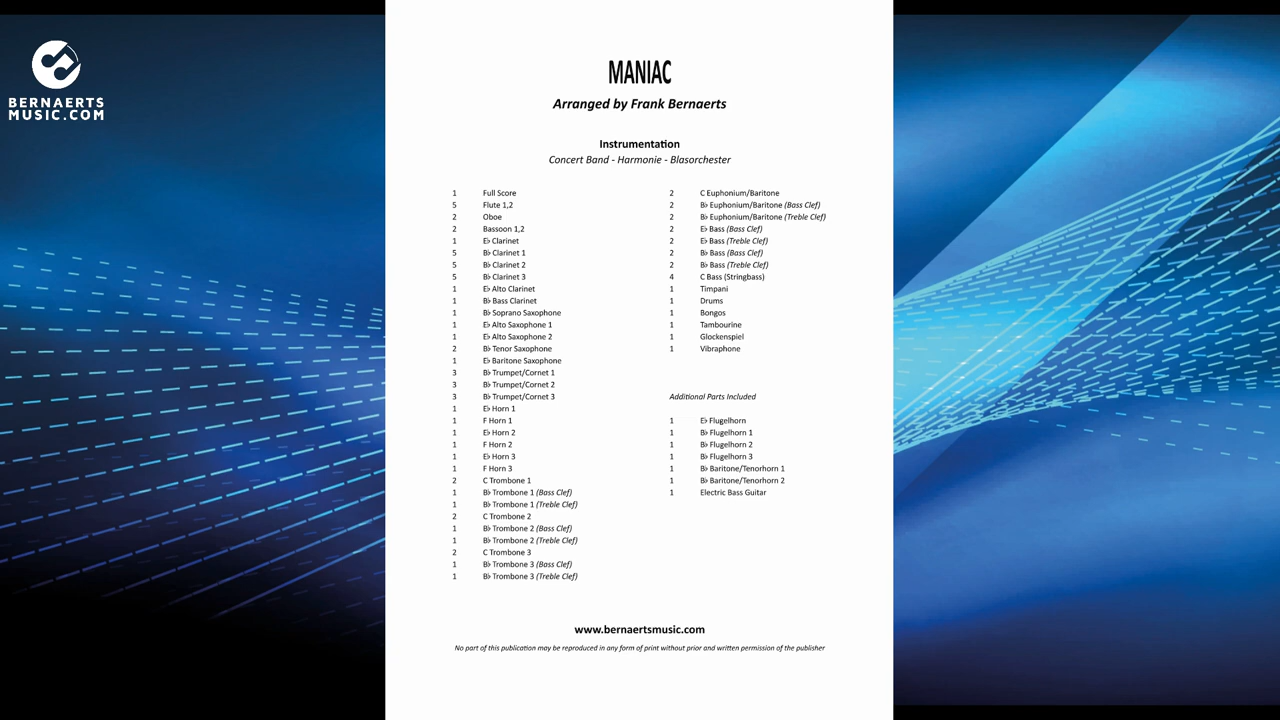 BERNAERTS
MUSIC.COM
MANIAC
Arranged by Frank Bernaerts
Instrumentation
Concert Band - Harmonie - Blasorchester
1 Full Score
5 Flute 1,2
2 Oboe
2 Bassoon 1,2
1 E♭ Clarinet
5 B♭ Clarinet 1
5 B♭ Clarinet 2
5 B♭ Clarinet 3
1 E♭ Alto Clarinet
1 B♭ Bass Clarinet
1 B♭ Soprano Saxophone
1 E♭ Alto Saxophone 1
1 E♭ Alto Saxophone 2
2 B♭ Tenor Saxophone
1 E♭ Baritone Saxophone
3 B♭ Trumpet/Cornet 1
3 B♭ Trumpet/Cornet 2
3 B♭ Trumpet/Cornet 3
1 E♭ Horn 1
1 F Horn 1
1 E♭ Horn 2
1 F Horn 2
1 E♭ Horn 3
1 F Horn 3
2 C Trombone 1
1 B♭ Trombone 1 (Bass Clef)
1 B♭ Trombone 1 (Treble Clef)
2 C Trombone 2
1 B♭ Trombone 2 (Bass Clef)
1 B♭ Trombone 2 (Treble Clef)
2 C Trombone 3
1 B♭ Trombone 3 (Bass Clef)
1 B♭ Trombone 3 (Treble Clef)
2 C Euphonium/Baritone
2 B♭ Euphonium/Baritone (Bass Clef)
2 B♭ Euphonium/Baritone (Treble Clef)
2 E♭ Bass (Bass Clef)
2 E♭ Bass (Treble Clef)
2 B♭ Bass (Bass Clef)
2 B♭ Bass (Treble Clef)
4 C Bass (Stringbass)
1 Timpani
1 Drums
1 Bongos
1 Tambourine
1 Glockenspiel
1 Vibraphone
Additional Parts Included
1 E♭ Flugelhorn
1 B♭ Flugelhorn 1
1 B♭ Flugelhorn 2
1 B♭ Flugelhorn 3
1 B♭ Baritone/Tenorhorn 1
1 B♭ Baritone/Tenorhorn 2
1 Electric Bass Guitar
www.bernaertsmusic.com
No part of this publication may be reproduced in any form of print without prior and written permission of the publisher